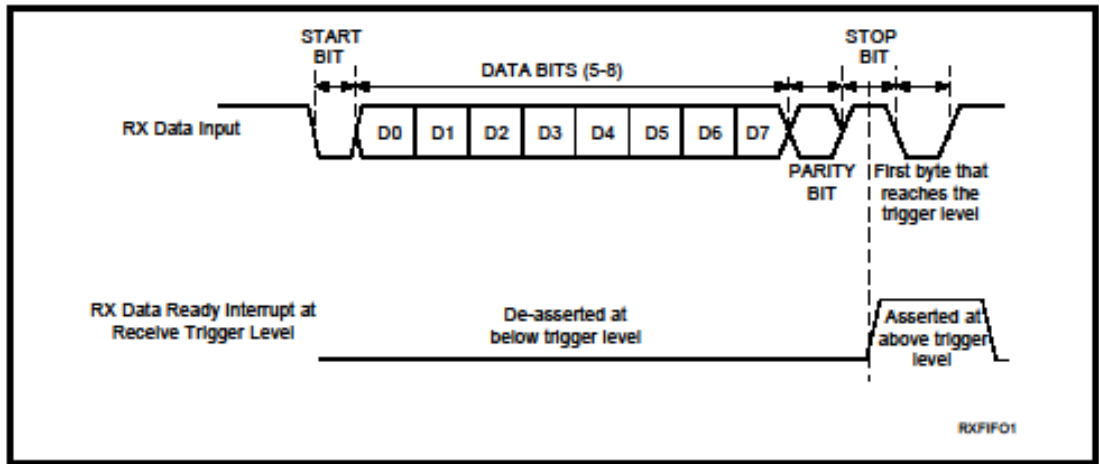 START
BIT
STOP
BIT
DATA BITS (5-8)
RX Data Input
D0 D1 D2 D3 D4 D5 D6 D7
PARITY
BIT
First byte that
reaches the
trigger level
RX Data Ready Interrupt at
Receive Trigger Level
De-asserted at
below trigger level
Asserted at
above trigger
level
RXFIFO1